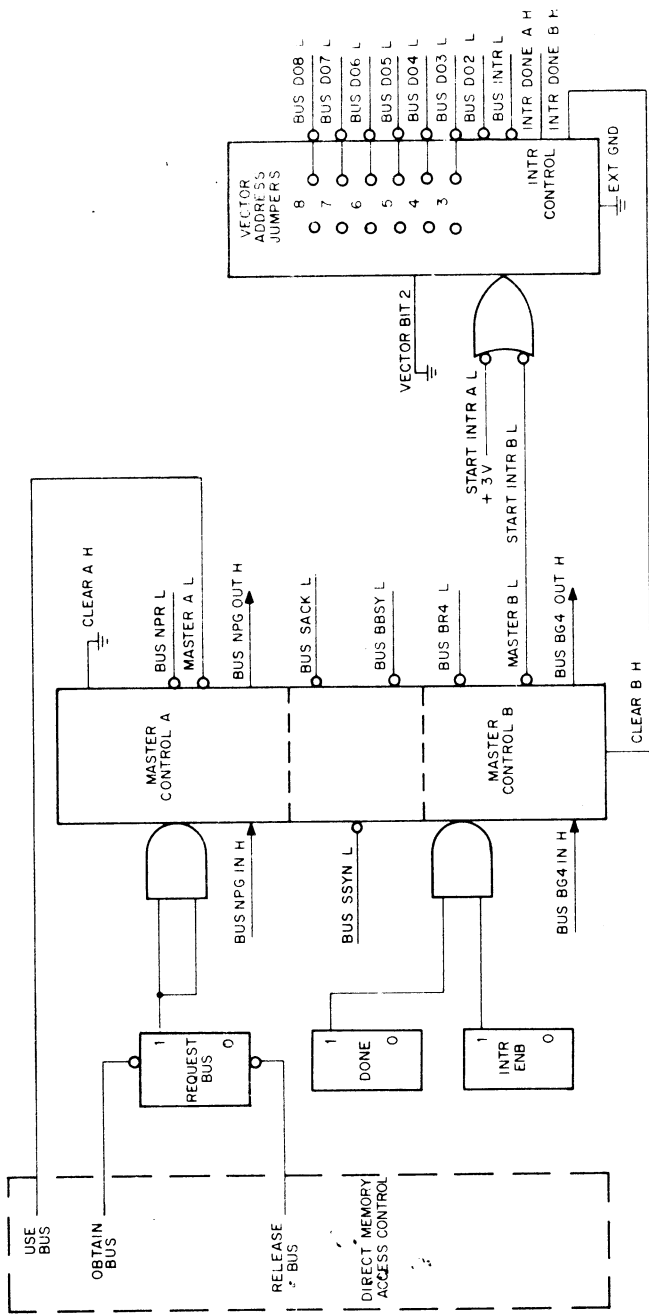 USE
BUS
OBTAIN
BUS
RELEASE
BUS
DIRECT MEMORY
ACCESS CONTROL
1
REQUEST
BUS
0
1
DONE
0
1
INTR
ENB
0
BUS NPG IN H
BUS SSYN L
BUS BG4 IN H
MASTER
CONTROL A
MASTER
CONTROL B
CLEAR A H
BUS NPR L
MASTER A L
BUS NPG OUT H
BUS SACK L
BUS BBSY L
BUS BR4 L
MASTER B L
BUS BG4 OUT H
CLEAR B H
START INTR A L
+ 3V
START INTR B L
VECTOR BIT 2
VECTOR
ADDRESS
JUMPERS
8
7
6
5
4
3
INTR
CONTROL
EXT GND
BUS D08 L
BUS D07 L
BUS D06 L
BUS D05 L
BUS D04 L
BUS D03 L
BUS D02 L
BUS INTR L
INTR DONE A H
INTR DONE B H